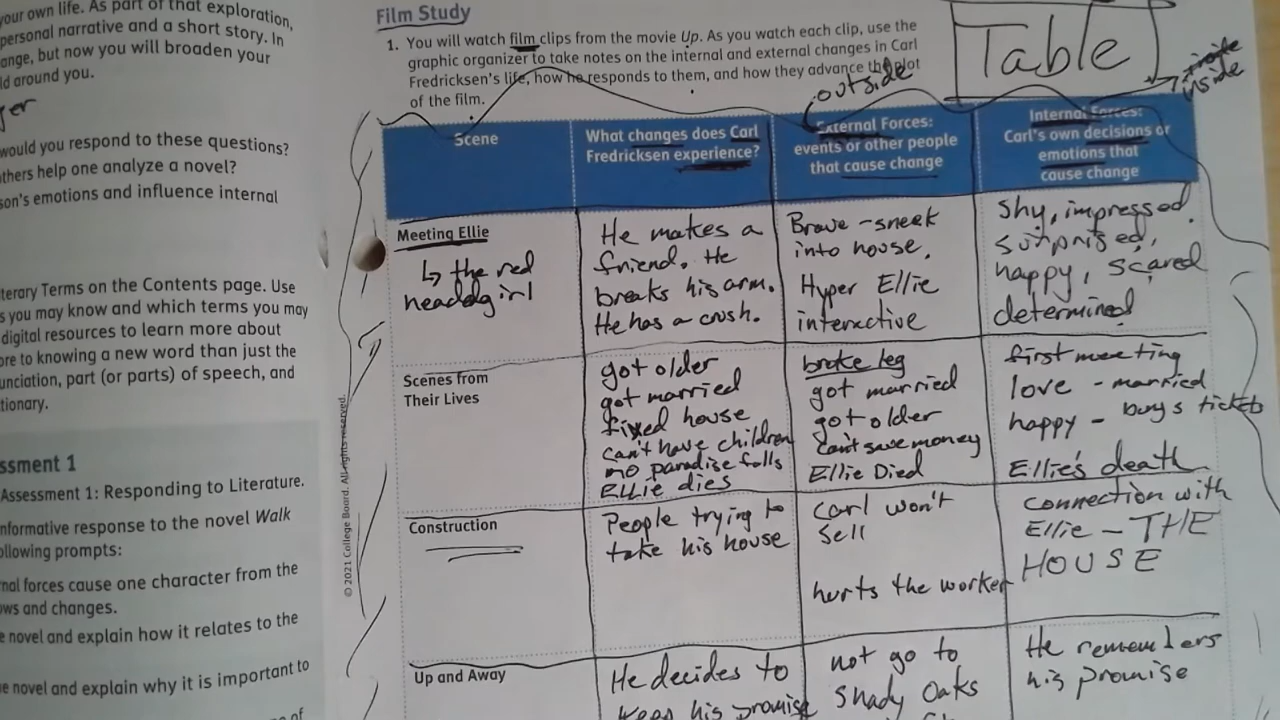 your own life. As part of that exploration,
personal narrative and a short story. In
ange, but now you will broaden your
ld around you.
ger
would you respond to these questions?
thers help one analyze a novel?
son's emotions and influence internal
terary Terms on the Contents page. Use
s you may know and which terms you may
digital resources to learn more about
ore to knowing a new word than just the
unciation, part (or parts) of speech, and
tionary.
ssment 1
Assessment 1: Responding to Literature.
nformative response to the novel Walk
ollowing prompts:
nal forces cause one character from the
ws and changes.
e novel and explain how it relates to the
ne novel and explain why it is important to
© 2021 College Board. All rights reserved.
Film Study
1. You will watch film clips from the movie Up. As you watch each clip, use the
graphic organizer to take notes on the internal and external changes in Carl
Fredricksen's life, how he responds to them, and how they advance the plot
of the film.
Table
outside
inside
Scene
What changes does Carl
Fredricksen experience?
External Forces:
events or other people
that cause change
Internal Forces:
Carl's own decisions or
emotions that
cause change
Meeting Ellie
↳ the red
headed girl
He makes a
friend. He
breaks his arm.
He has a crush.
Brave - sneek
into house.
Hyper Ellie
interactive
Shy, impressed.
surprised,
happy, scared
determined
Scenes from
Their Lives
got older
got married
fixed house
can't have children
no paradise falls
Ellie dies
broke leg
got married
got older
can't save money
Ellie Died
first meeting
love - married
happy - buys tickets
Ellie's death
Construction
People trying to
take his house
Carl won't
sell
hurts the worker
connection with
Ellie - THE
HOUSE
Up and Away
He decides to
keep his promise
not go to
Shady Oaks
He remembers
his promise